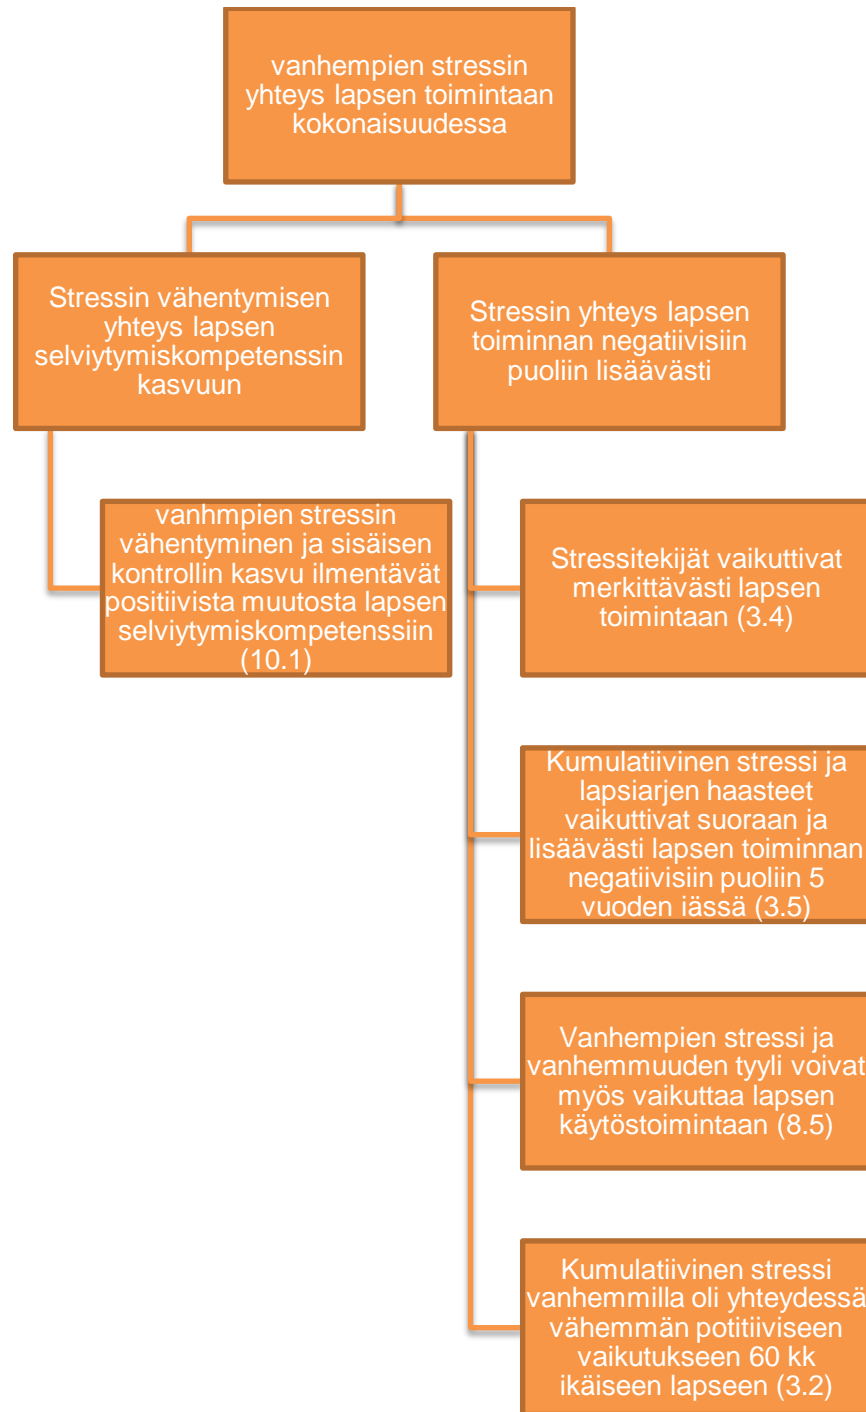 vanhempien stressin
yhteys lapsen toimintaan
kokonaisuudessa
Stressin vähentymisen
yhteys lapsen
selviytymiskompetenssin
kasvuun
vanhmpien stressin
vähentyminen ja sisäisen
kontrollin kasvu ilmentävät
positiivista muutosta lapsen
selviytymiskompetenssiin
(10.1)
Stressin yhteys lapsen
toiminnan negatiivisiin
puoliin lisäävästi
Stressitekijät vaikuttivat
merkittävästi lapsen
toimintaan (3.4)
Kumulatiivinen stressi ja
lapsiarjen haasteet
vaikuttivat suoraan ja
lisäävästi lapsen toiminnan
negatiivisiin puoliin 5
vuoden iässä (3.5)
Vanhempien stressi ja
vanhemmuuden tyyli voivat
myös vaikuttaa lapsen
käytöstoimintaan (8.5)
Kumulatiivinen stressi
vanhemmilla oli yhteydessä
vähemmän potitiiviseen
vaikutukseen 60 kk
ikäiseen lapseen (3.2)